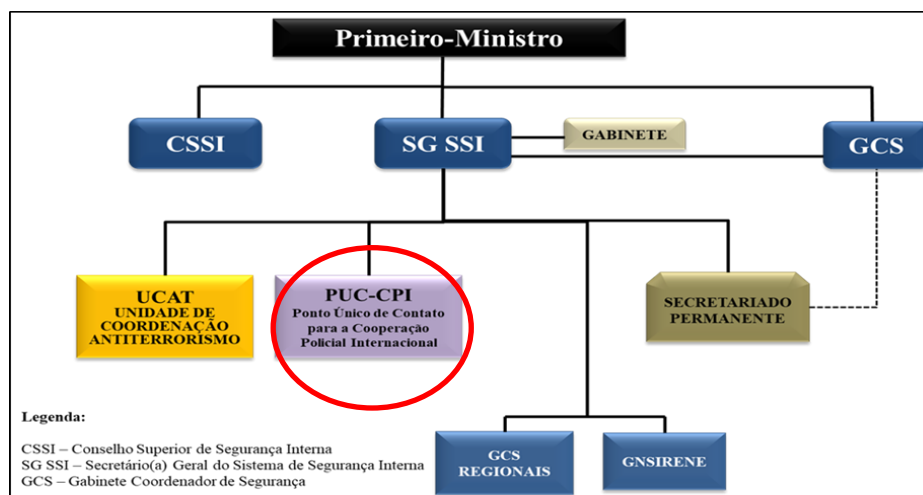 Primeiro-Ministro
CSSI
SG SSI
GABINETE
GCS
UCAT
UNIDADE DE
COORDENAÇÃO
ANTITERRORISMO
PUC-CPI
Ponto Único de Contato
para a Cooperação
Policial Internacional
SECRETARIADO
PERMANENTE
GCS
REGIONAIS
GNSIRENE
Legenda:
CSSI – Conselho Superior de Segurança Interna
SG SSI – Secretário(a) Geral do Sistema de Segurança Interna
GCS – Gabinete Coordenador de Segurança